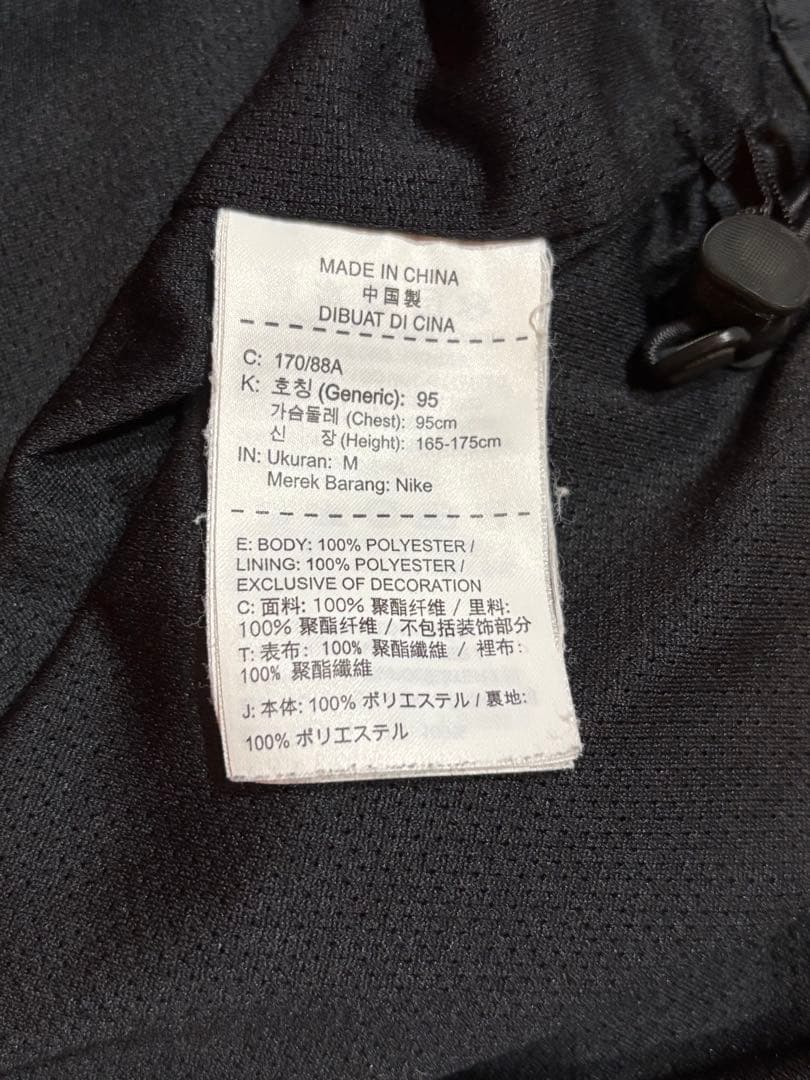 MADE IN CHINA
中国製
DIBUAT DI CINA
C: 170/88A
K: 호칭 (Generic): 95
가슴둘레 (Chest): 95cm
신 장 (Height): 165-175cm
IN: Ukuran: M
Merek Barang: Nike
E: BODY: 100% POLYESTER /
LINING: 100% POLYESTER /
EXCLUSIVE OF DECORATION
C: 面料: 100% 聚酯纤维 / 里料:
100% 聚酯纤维 / 不包括装饰部分
T: 表布: 100% 聚酯纖維 / 裡布:
100% 聚酯纖維
J: 本体: 100% ポリエステル / 裏地:
100% ポリエステル